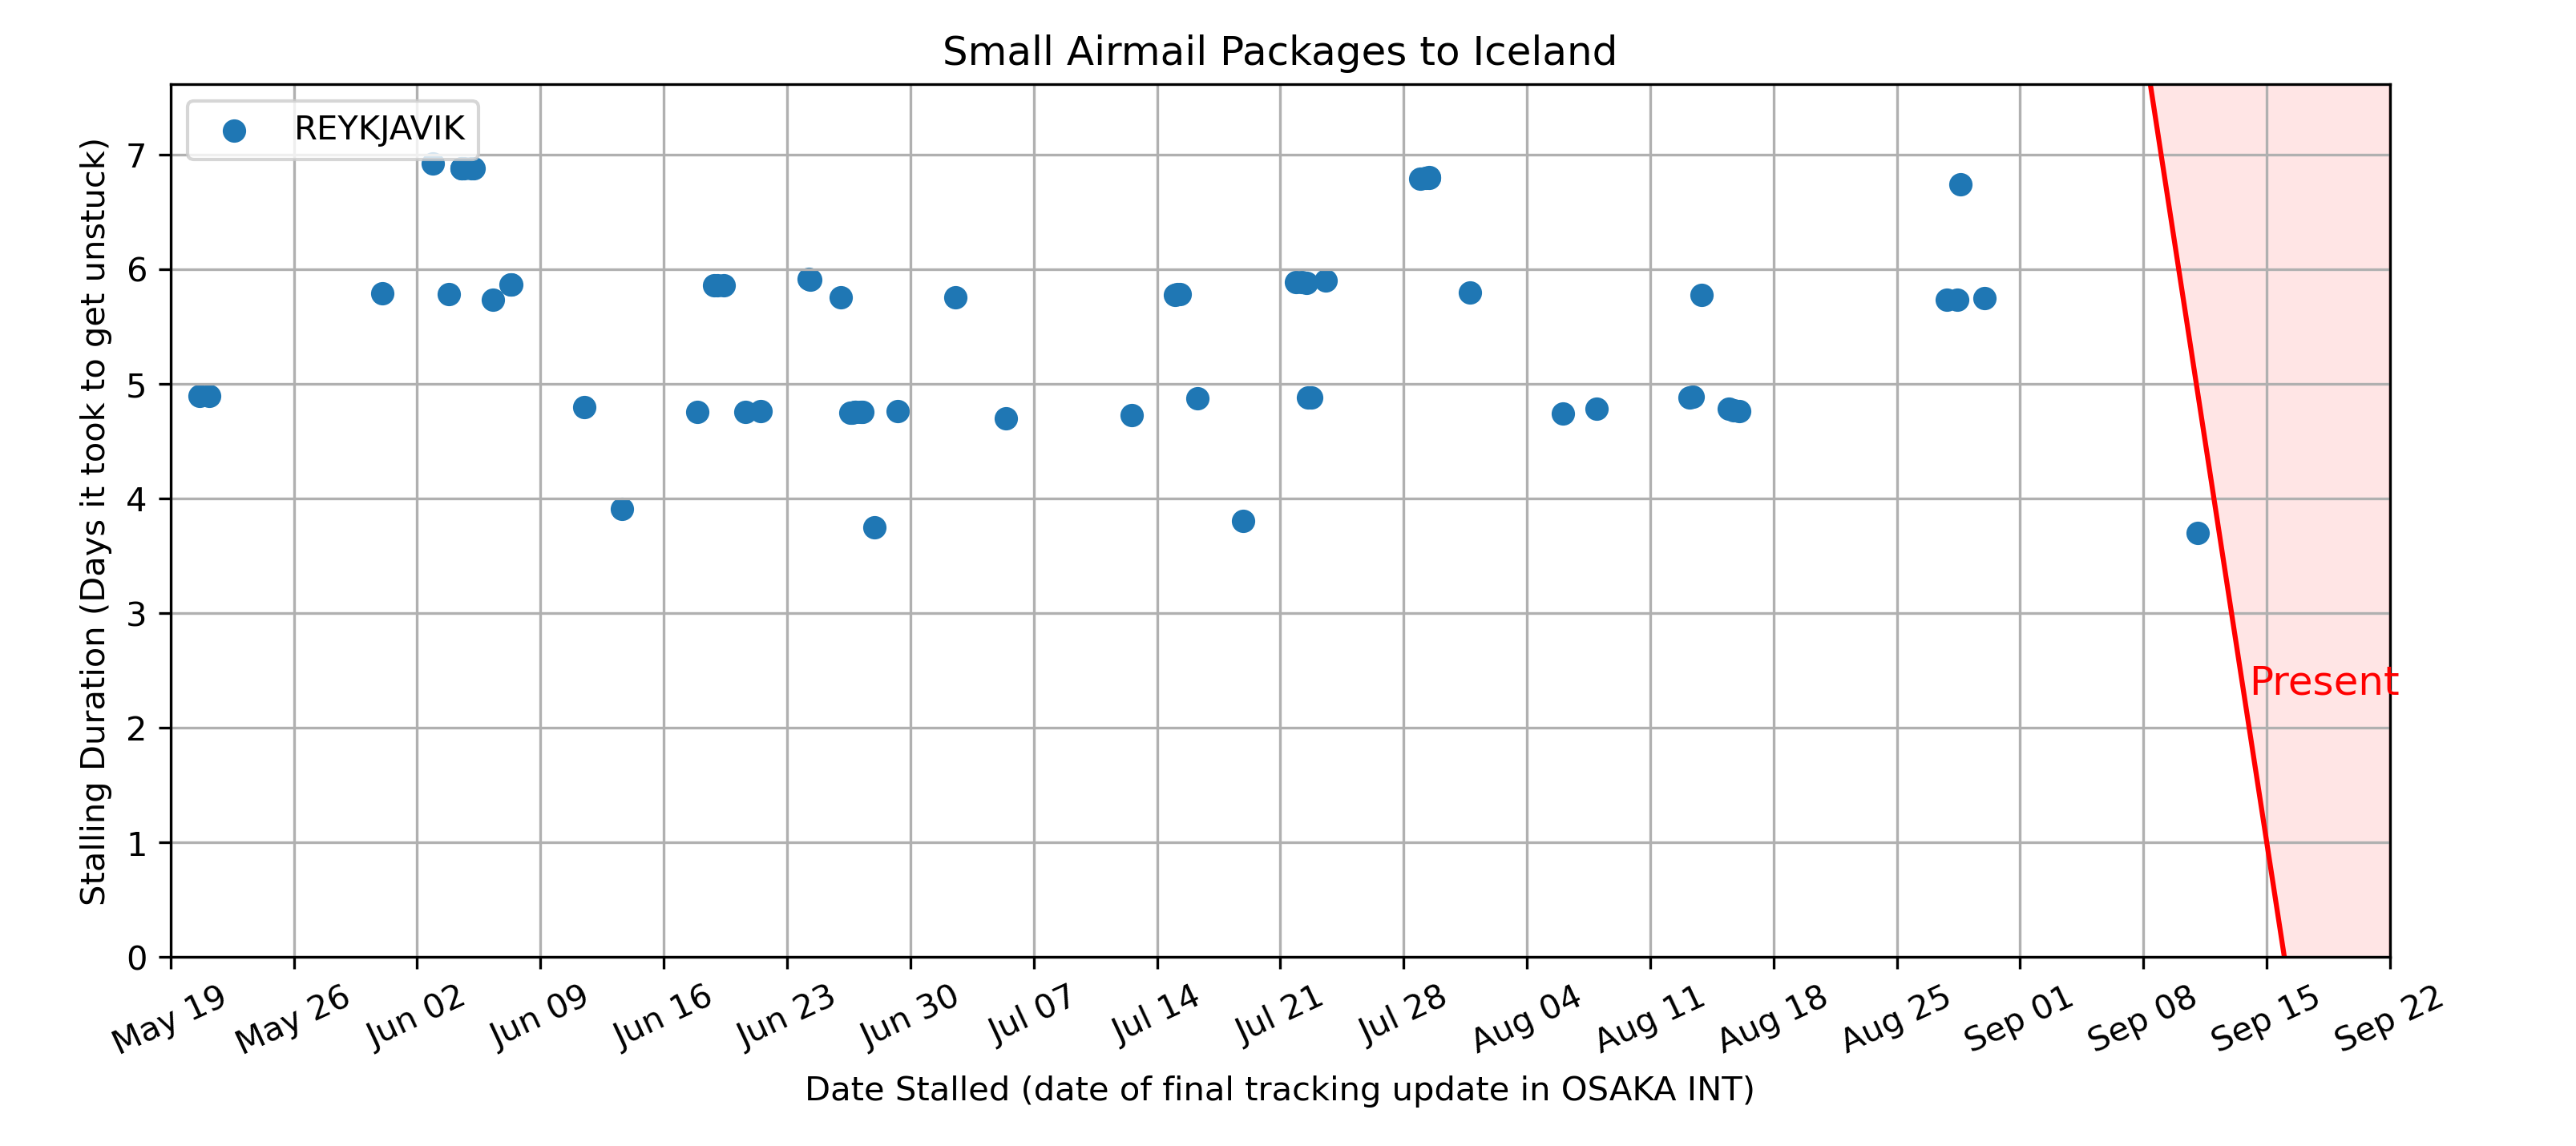 Small Airmail Packages to Iceland
REYKJAVIK
Stalling Duration (Days it took to get unstuck)
7
6
5
4
3
2
1
0
Present
May 19
May 26
Jun 02
Jun 09
Jun 16
Jun 23
Jun 30
Jul 07
Jul 14
Jul 21
Jul 28
Aug 04
Aug 11
Aug 18
Aug 25
Sep 01
Sep 08
Sep 15
Sep 22
Date Stalled (date of final tracking update in OSAKA INT)